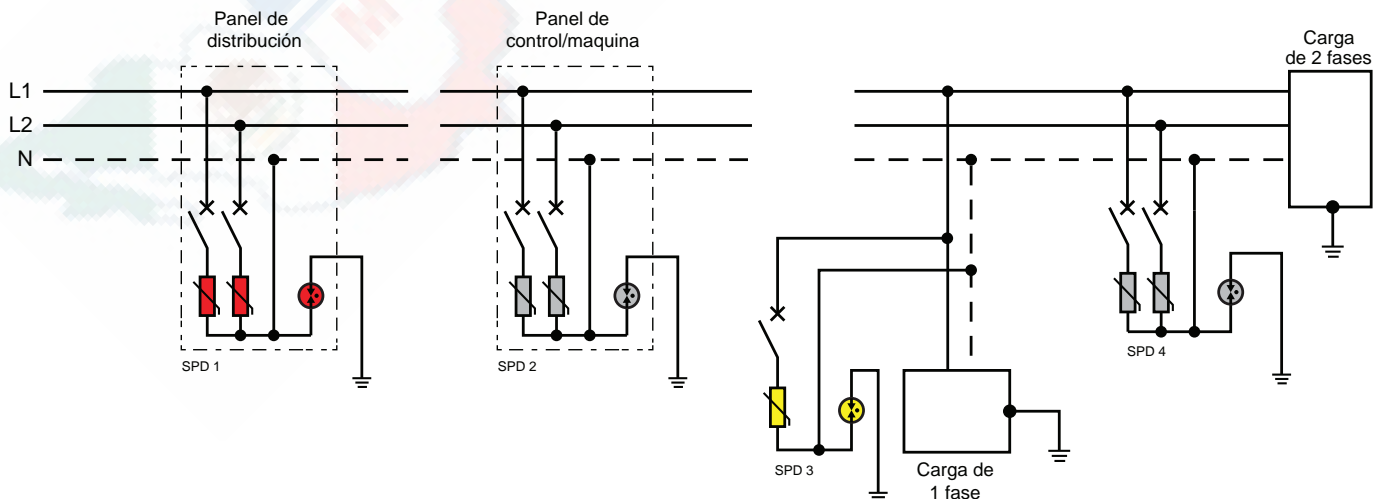 Panel de
distribución
Panel de
control/maquina
Carga
de 2 fases
L1
L2
N
SPD 1
SPD 2
SPD 4
SPD 3
Carga de
1 fase